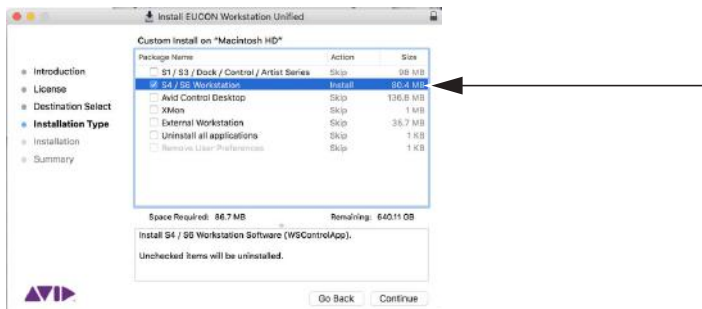 Install EUCON Workstation Unified
Custom Install on "Macintosh HD"
Package Name Action Size
S1 / S3 / Dock / Control / Artist Series Skip 98 MB
S4 / S6 Workstation Install 80.4 MB
Avid Control Desktop Skip 136.6 MB
XMon Skip 1 MB
External Workstation Skip 36.7 MB
Uninstall all applications Skip 1 KB
Remove User Preferences Skip 1 KB
Introduction
License
Destination Select
Installation Type
Installation
Summary
Space Required: 86.7 MB Remaining: 640.11 GB
Install S4 / S6 Workstation Software (WSControlApp).
Unchecked items will be uninstalled.
AVID
Go Back Continue